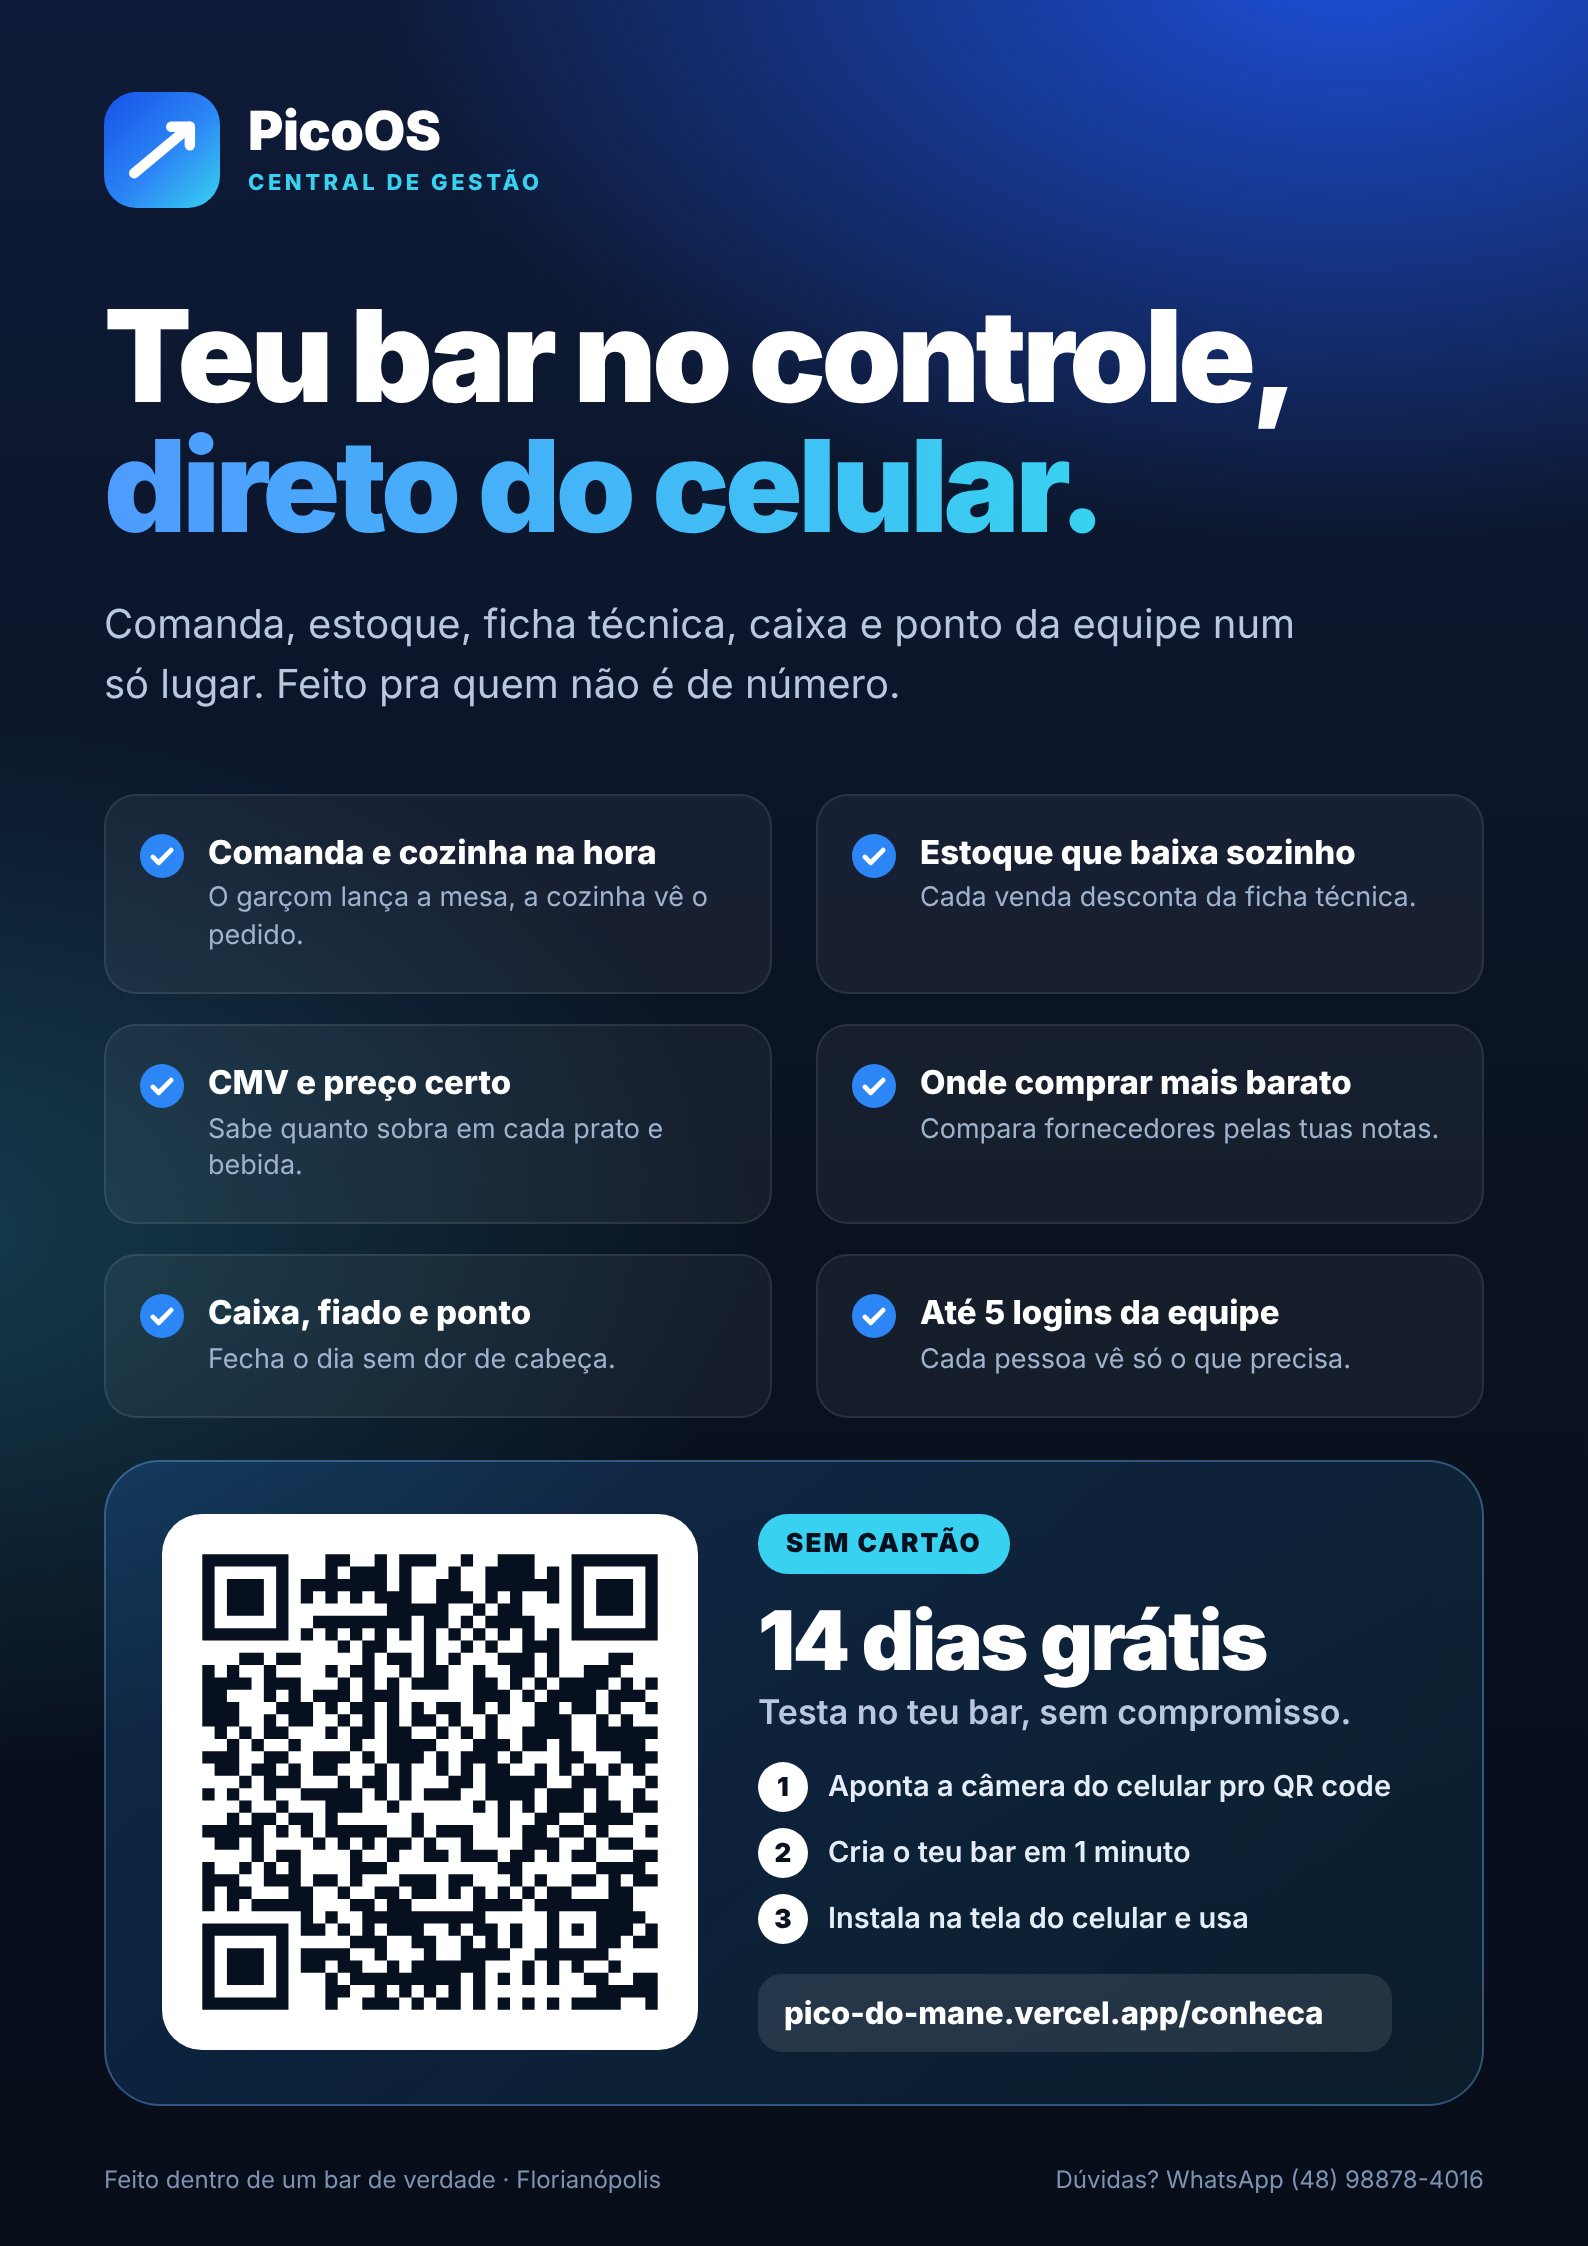 PicoOS
CENTRAL DE GESTÃO
Teu bar no controle,
direto do celular.
Comanda, estoque, ficha técnica, caixa e ponto da equipe num
só lugar. Feito pra quem não é de número.
Comanda e cozinha na hora
O garçom lança a mesa, a cozinha vê o
pedido.
Estoque que baixa sozinho
Cada venda desconta da ficha técnica.
CMV e preço certo
Sabe quanto sobra em cada prato e
bebida.
Onde comprar mais barato
Compara fornecedores pelas tuas notas.
Caixa, fiado e ponto
Fecha o dia sem dor de cabeça.
Até 5 logins da equipe
Cada pessoa vê só o que precisa.
SEM CARTÃO
14 dias grátis
Testa no teu bar, sem compromisso.
1 Aponta a câmera do celular pro QR code
2 Cria o teu bar em 1 minuto
3 Instala na tela do celular e usa
pico-do-mane.vercel.app/conheca
Feito dentro de um bar de verdade · Florianópolis
Dúvidas? WhatsApp (48) 98878-4016